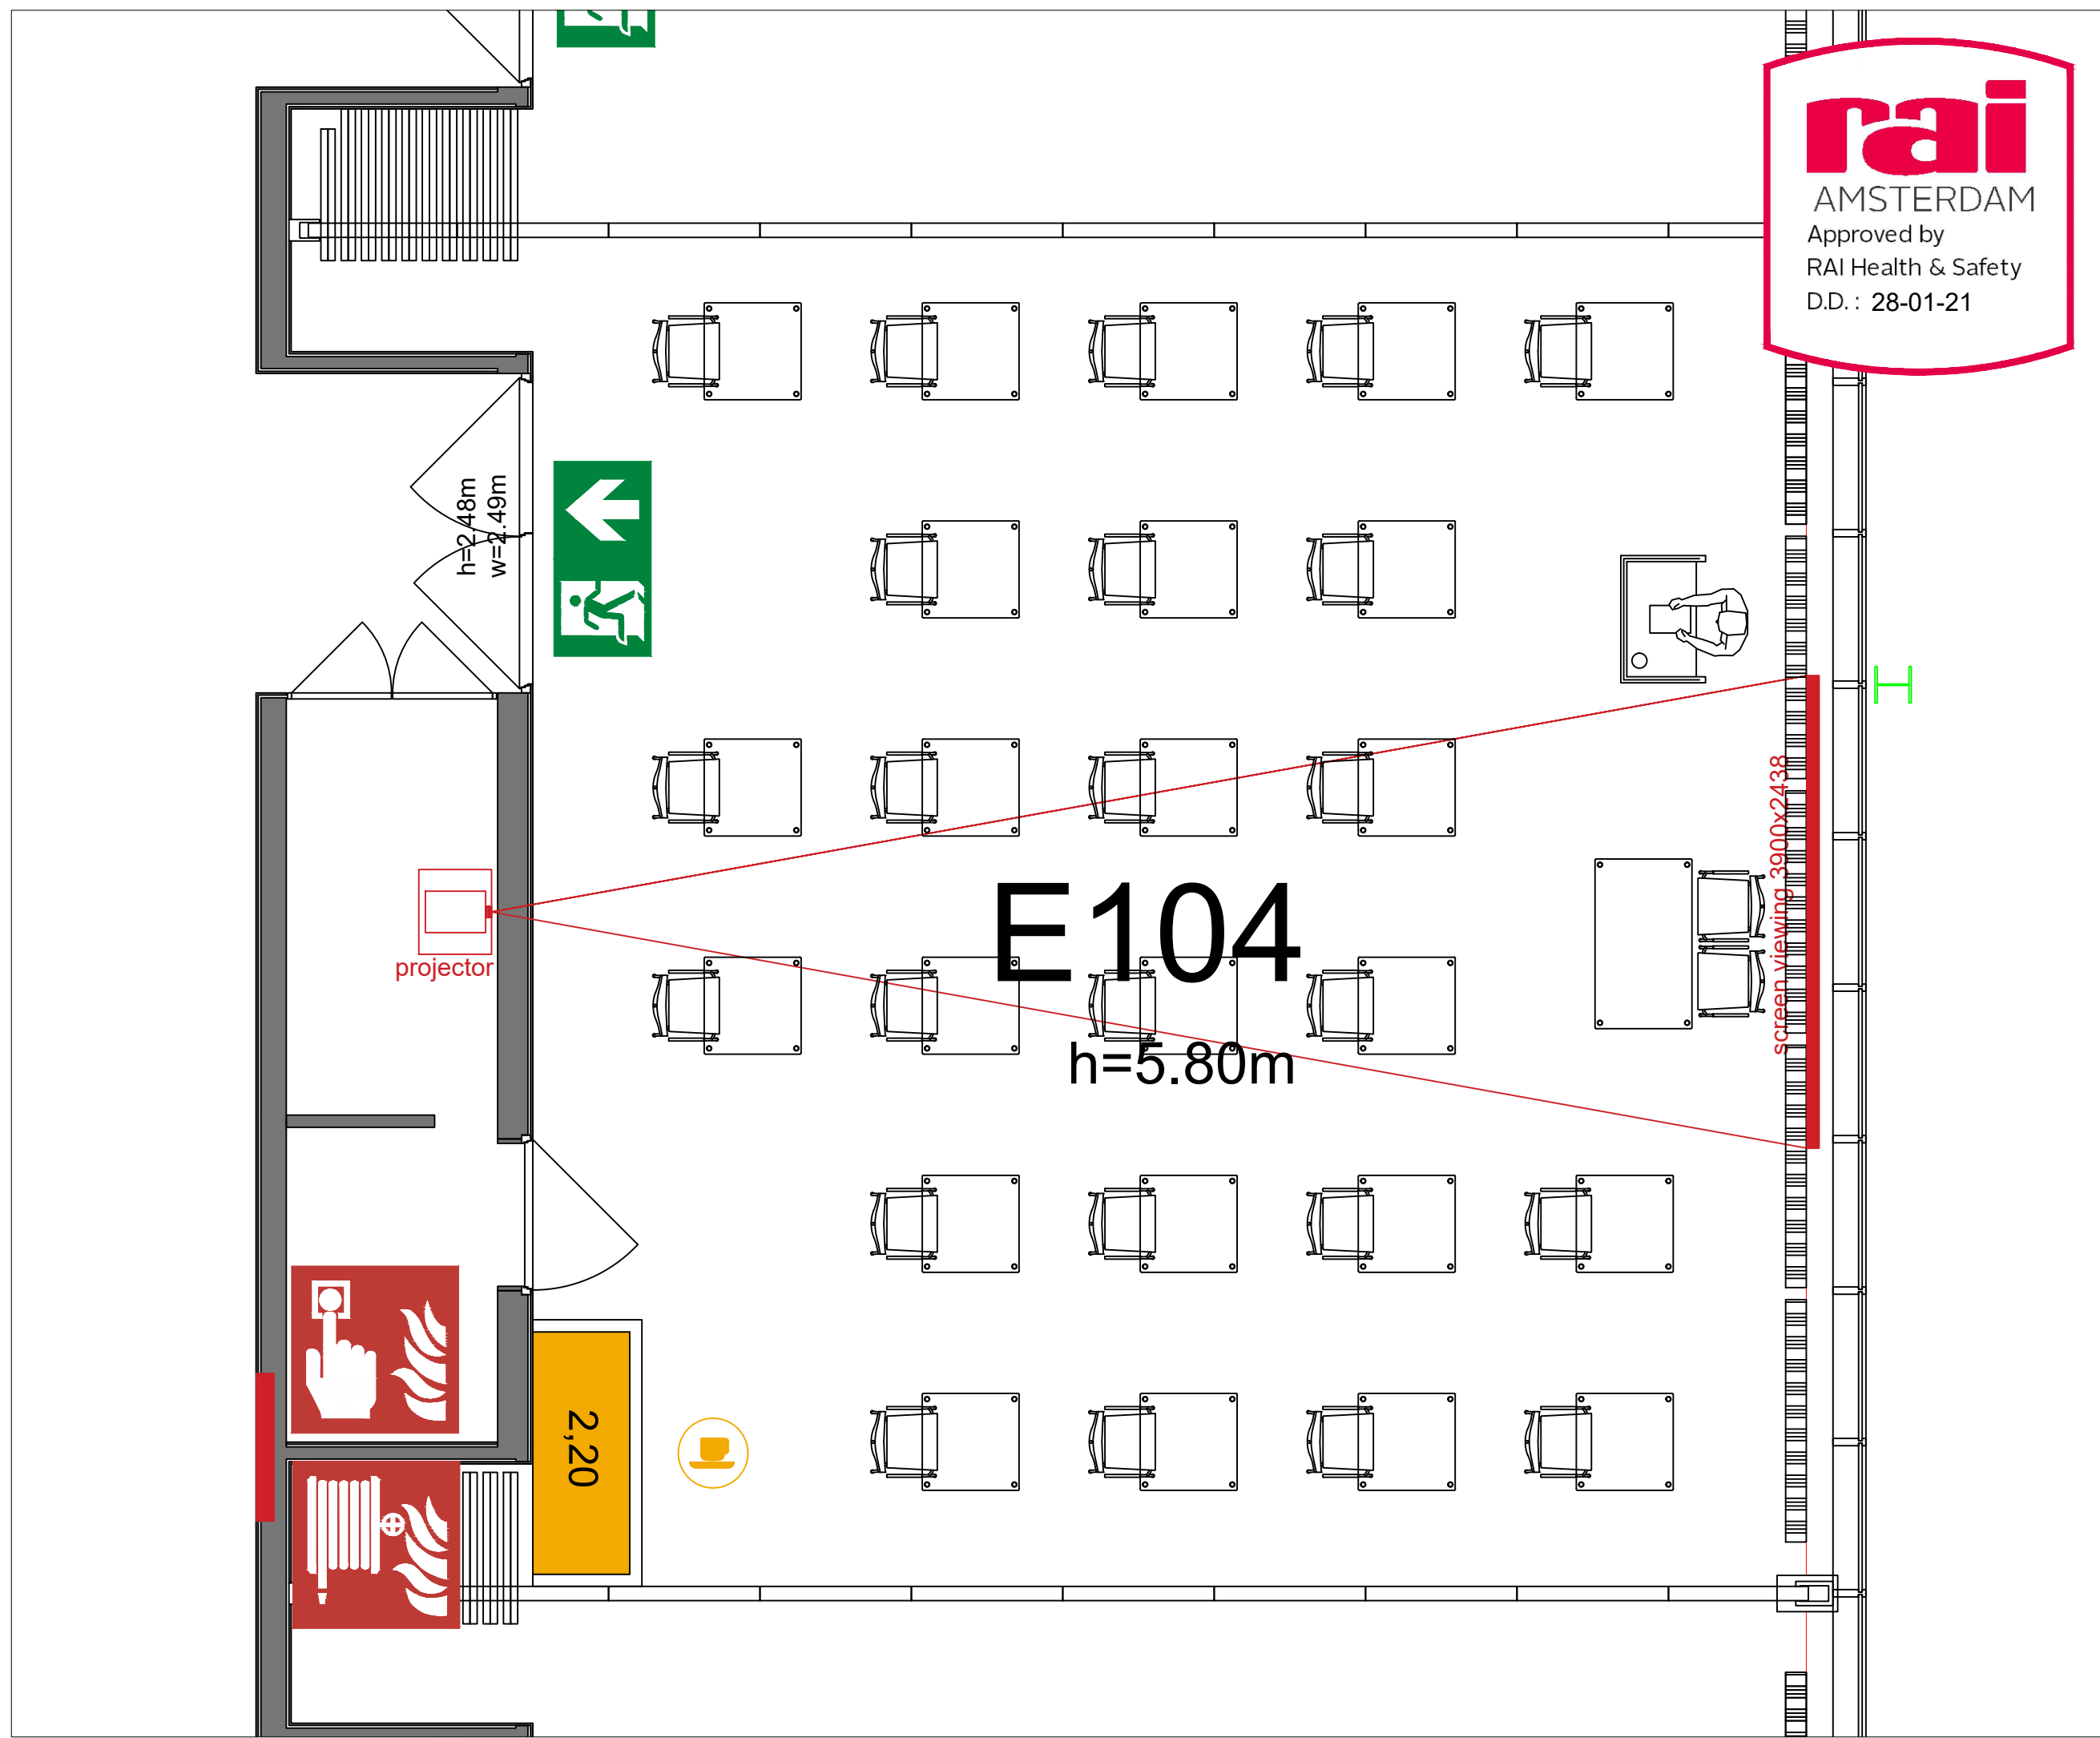 rai
AMSTERDAM
Approved by
RAI Health & Safety
D.D. : 28-01-21
h=2.48m
w=2.49m
screen viewing 3900x2438
projector
E104
h=5.80m
2,20